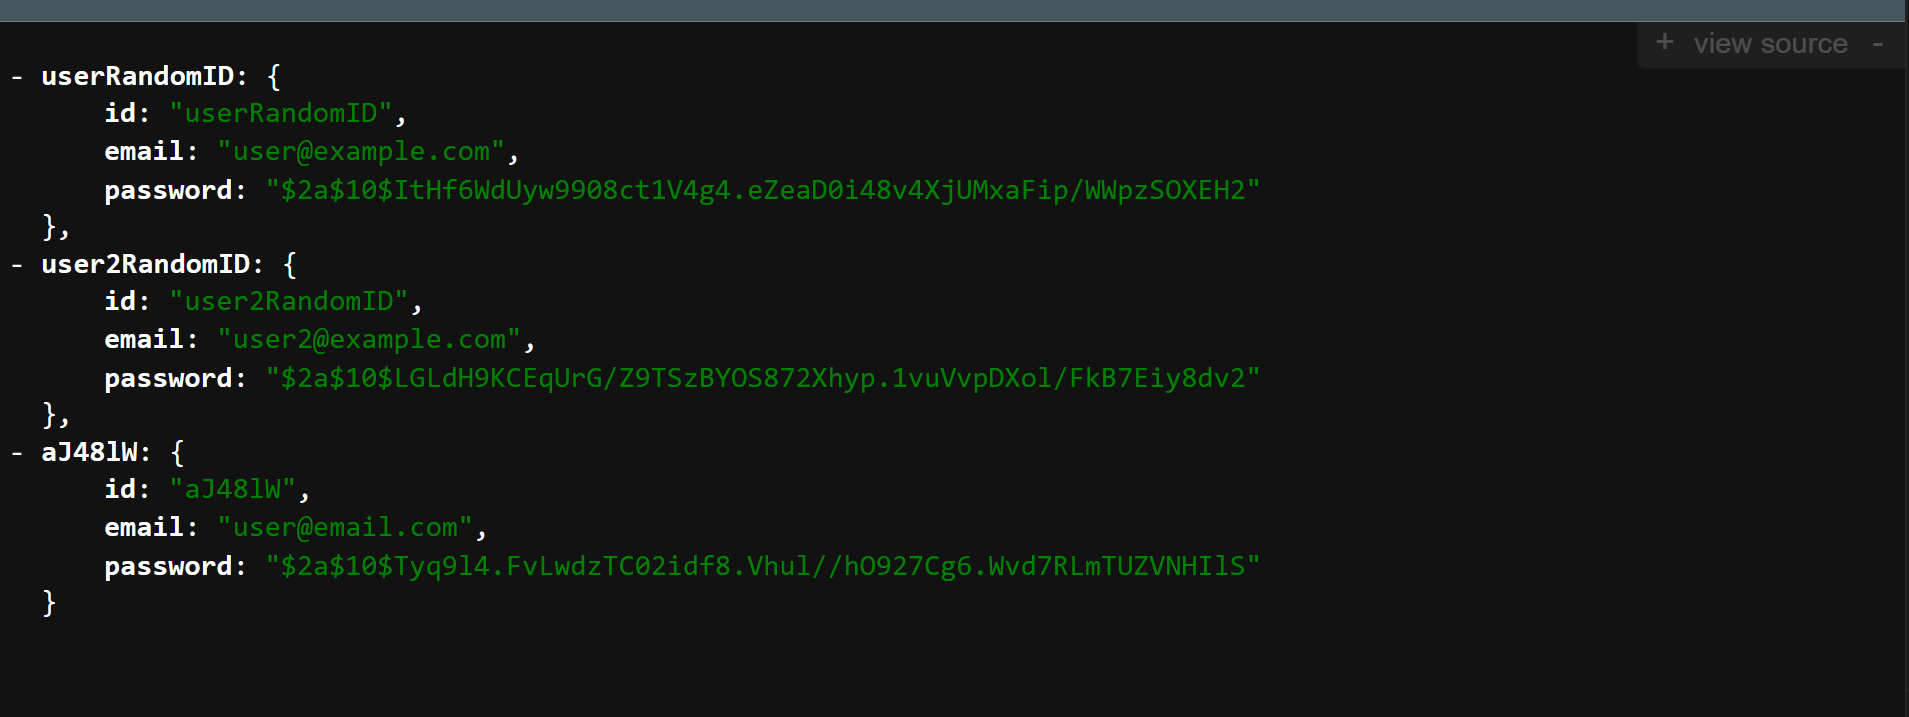 + view source -
- userRandomID: {
id: "userRandomID",
email: "user@example.com",
password: "$2a$10$ItHf6WdUyw9908ct1V4g4.eZeaD0i48v4XjUMxaFip/WWpzSOXEH2"
},
- user2RandomID: {
id: "user2RandomID",
email: "user2@example.com",
password: "$2a$10$LGLdH9KCEqUrG/Z9TSzBYOS872Xhyp.1vuVvpDXol/FkB7Eiy8dv2"
},
- aJ48lW: {
id: "aJ48lW",
email: "user@email.com",
password: "$2a$10$Tyq9l4.FvLwdzTC02idf8.Vhul//hO927Cg6.Wvd7RLmTUZVNHIlS"
}